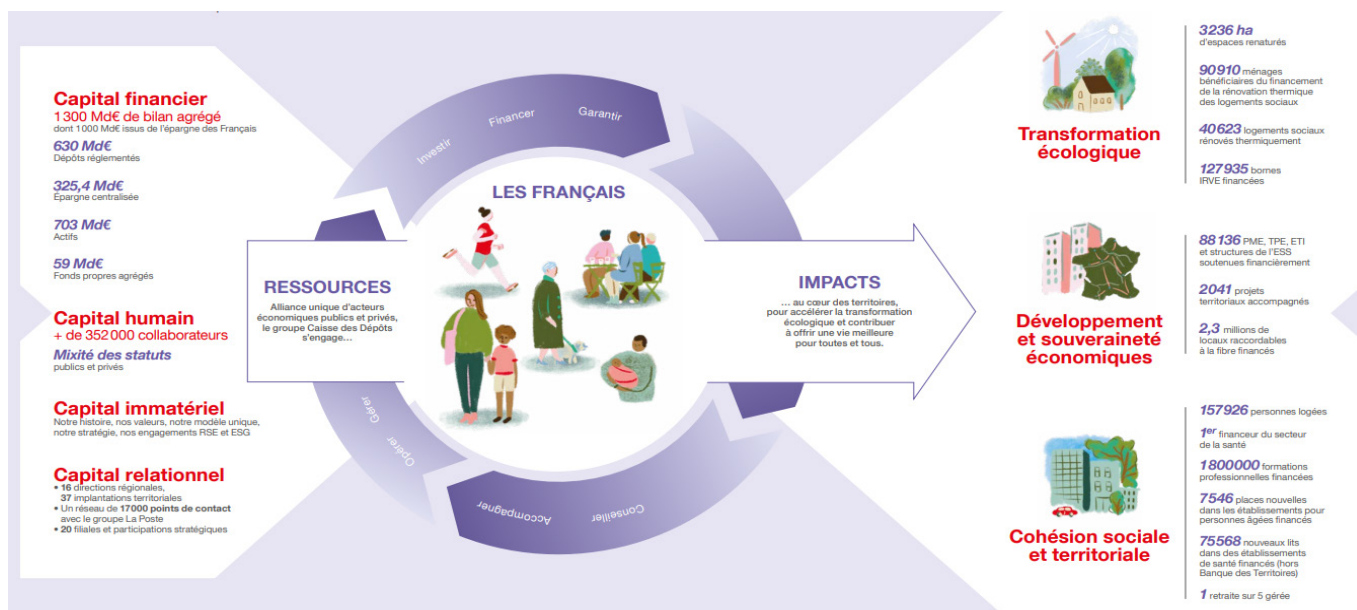 Capital financier
1300 Md€ de bilan agrégé
dont 1000 Md€ issus de l'épargne des Français
630 Md€
Dépôts réglementés
325,4 Md€
Épargne centralisée
703 Md€
Actifs
59 Md€
Fonds propres agrégés
Capital humain
+ de 352000 collaborateurs
Mixité des statuts
publics et privés
Capital immatériel
Notre histoire, nos valeurs, notre modèle unique,
notre stratégie, nos engagements RSE et ESG
Capital relationnel
• 16 directions régionales,
37 implantations territoriales
• Un réseau de 17000 points de contact
avec le groupe La Poste
• 20 filiales et participations stratégiques
Investir
Financer
Garantir
LES FRANÇAIS
RESSOURCES
Alliance unique d'acteurs
économiques publics et privés,
le groupe Caisse des Dépôts
s'engage…
IMPACTS
… au cœur des territoires,
pour accélérer la transformation
écologique et contribuer
à offrir une vie meilleure
pour toutes et tous.
Gérer
Opérer
Accompagner
Conseiller
Transformation
écologique
3236 ha
d'espaces renaturés
90910 ménages
bénéficiaires du financement
de la rénovation thermique
des logements sociaux
40623 logements sociaux
rénovés thermiquement
127935 bornes
IRVE financées
Développement
et souveraineté
économiques
88136 PME, TPE, ETI
et structures de l'ESS
soutenues financièrement
2041 projets
territoriaux accompagnés
2,3 millions de
locaux raccordables
à la fibre financés
Cohésion sociale
et territoriale
157926 personnes logées
1er financeur du secteur
de la santé
1800000 formations
professionnelles financées
7546 places nouvelles
dans les établissements pour
personnes âgées financés
75568 nouveaux lits
dans des établissements
de santé financés (hors
Banque des Territoires)
1 retraite sur 5 gérée